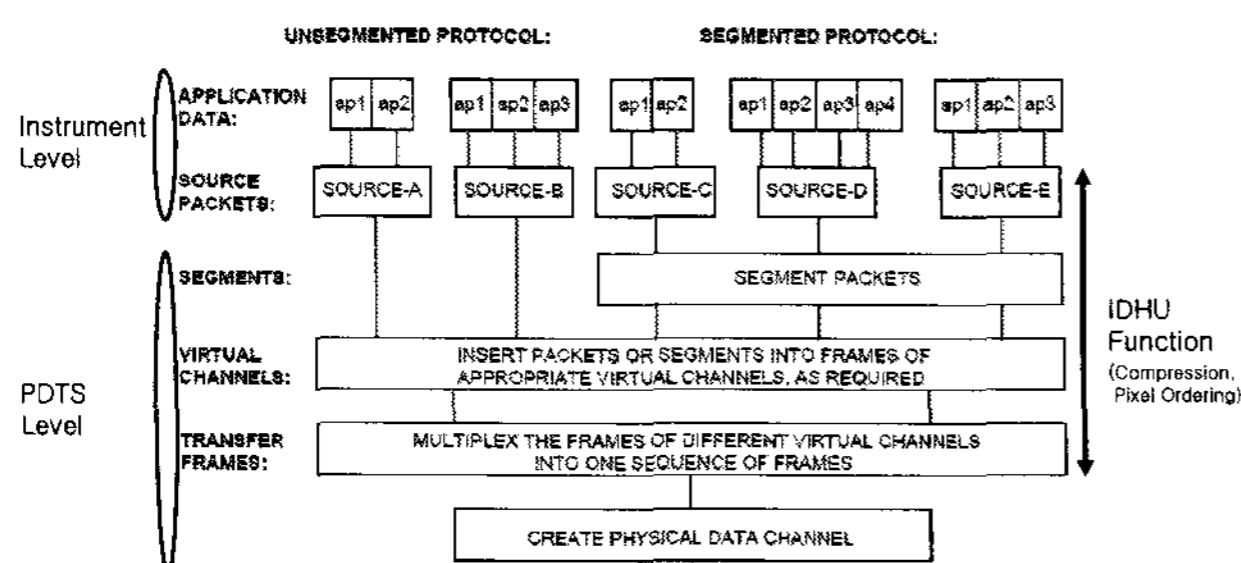 UNSEGMENTED PROTOCOL:
SEGMENTED PROTOCOL:
Instrument
Level
APPLICATION
DATA:
ap1 ap2
ap1 ap2 ap3
ap1 ap2
ap1 ap2 ap3 ap4
ap1 ap2 ap3
SOURCE
PACKETS:
SOURCE-A
SOURCE-B
SOURCE-C
SOURCE-D
SOURCE-E
SEGMENTS:
SEGMENT PACKETS
IDHU
Function
(Compression,
Pixel Ordering)
PDTS
Level
VIRTUAL
CHANNELS:
INSERT PACKETS OR SEGMENTS INTO FRAMES OF
APPROPRIATE VIRTUAL CHANNELS, AS REQUIRED
TRANSFER
FRAMES:
MULTIPLEX THE FRAMES OF DIFFERENT VIRTUAL CHANNELS
INTO ONE SEQUENCE OF FRAMES
CREATE PHYSICAL DATA CHANNEL